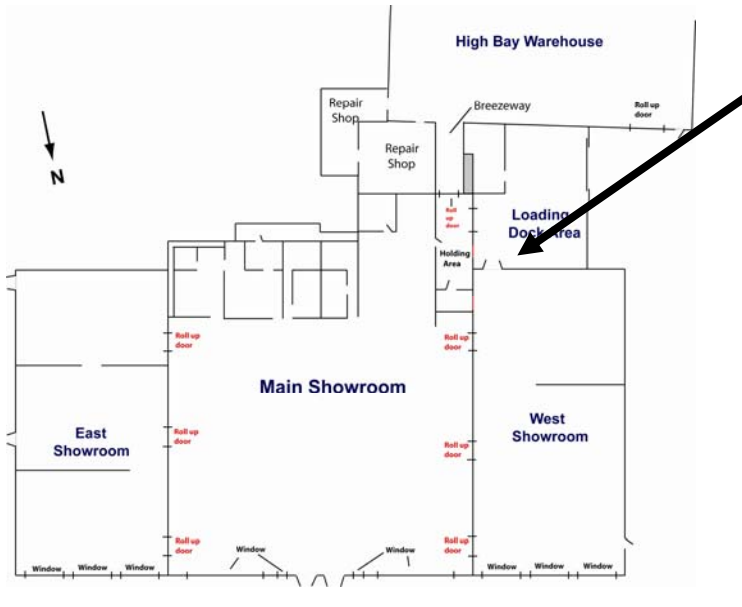 High Bay Warehouse
Repair
Shop
Breezeway
Roll up
door
Repair
Shop
N
Roll
up
door
Loading
Dock Area
Holding
Area
Roll up
door
Roll up
door
Main Showroom
East
Showroom
West
Showroom
Roll up
door
Roll up
door
Roll up
door
Roll up
door
Window
Window
Window
Window
Window
Window
Window
Window